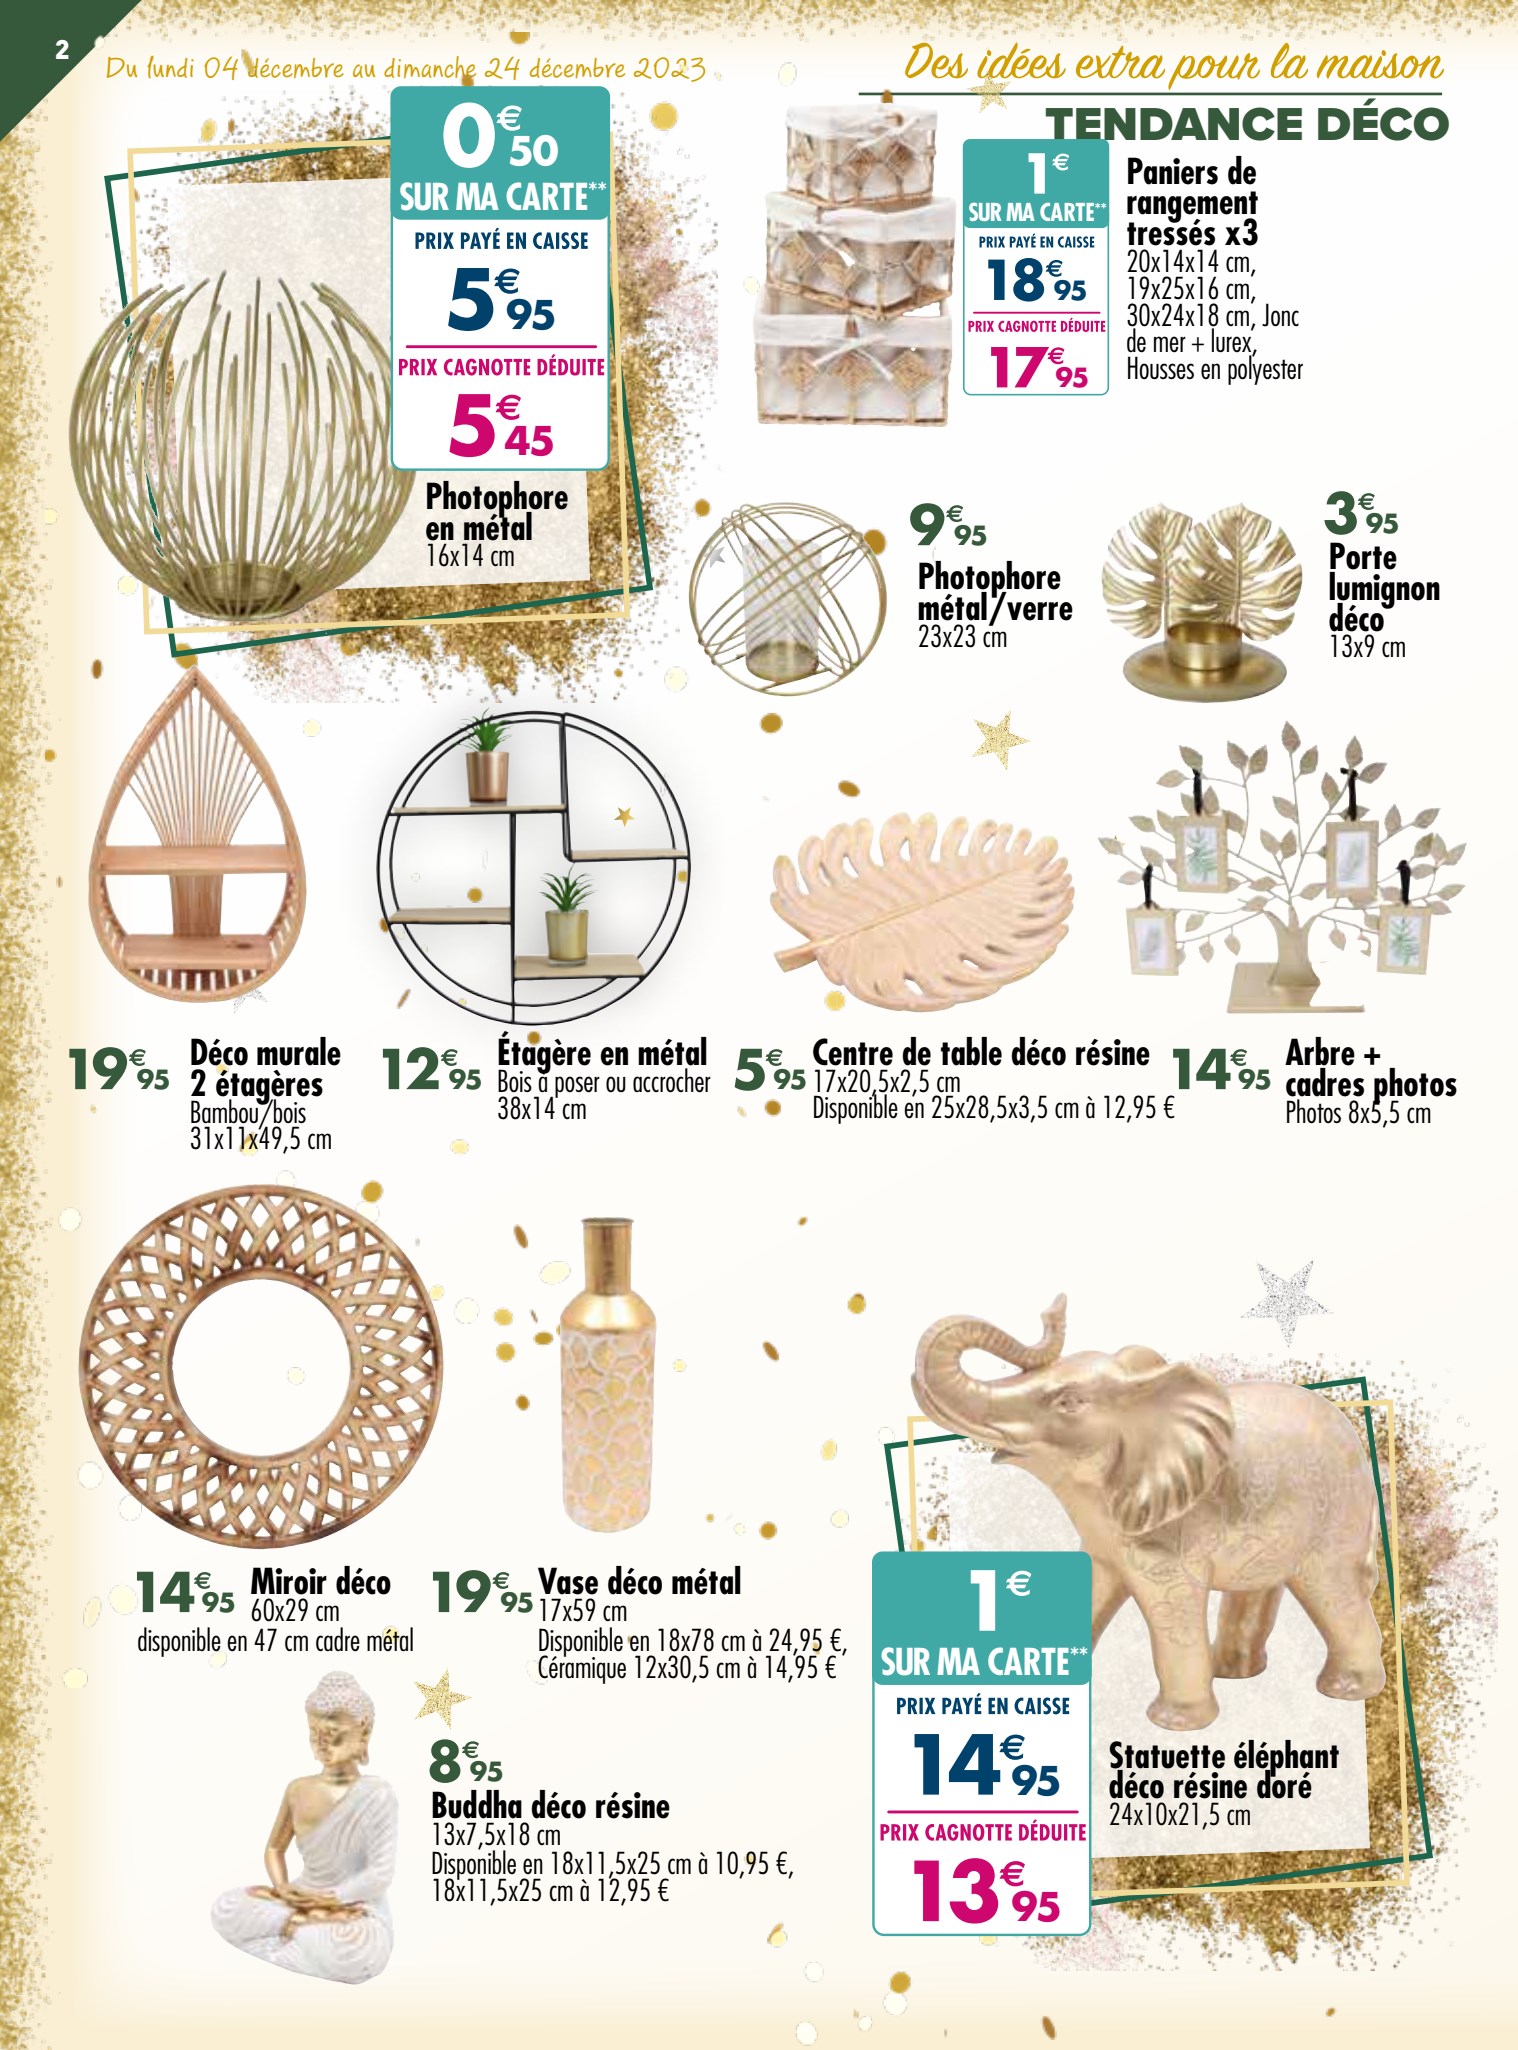 2
Du lundi 04 décembre au dimanche 24 décembre 2023
Des idées extra pour la maison
TENDANCE DÉCO
0€50
SUR MA CARTE**
PRIX PAYÉ EN CAISSE
5€95
PRIX CAGNOTTE DÉDUITE
5€45
Photophore
en métal
16x14 cm
1€
SUR MA CARTE**
PRIX PAYÉ EN CAISSE
18€95
PRIX CAGNOTTE DÉDUITE
17€95
Paniers de
rangement
tressés x3
20x14x14 cm,
19x25x16 cm,
30x24x18 cm, Jonc
de mer + lurex,
Housses en polyester
9€95
Photophore
métal/verre
23x23 cm
3€95
Porte
lumignon
déco
13x9 cm
19€95
Déco murale
2 étagères
Bambou/bois
31x11x49,5 cm
12€95
Étagère en métal
Bois à poser ou accrocher
38x14 cm
5€95
Centre de table déco résine
17x20,5x2,5 cm
Disponible en 25x28,5x3,5 cm à 12,95 €
14€95
Arbre +
cadres photos
Photos 8x5,5 cm
14€95
Miroir déco
60x29 cm
disponible en 47 cm cadre métal
19€95
Vase déco métal
17x59 cm
Disponible en 18x78 cm à 24,95 €,
Céramique 12x30,5 cm à 14,95 €
8€95
Buddha déco résine
13x7,5x18 cm
Disponible en 18x11,5x25 cm à 10,95 €,
18x11,5x25 cm à 12,95 €
1€
SUR MA CARTE**
PRIX PAYÉ EN CAISSE
14€95
PRIX CAGNOTTE DÉDUITE
13€95
Statuette éléphant
déco résine doré
24x10x21,5 cm